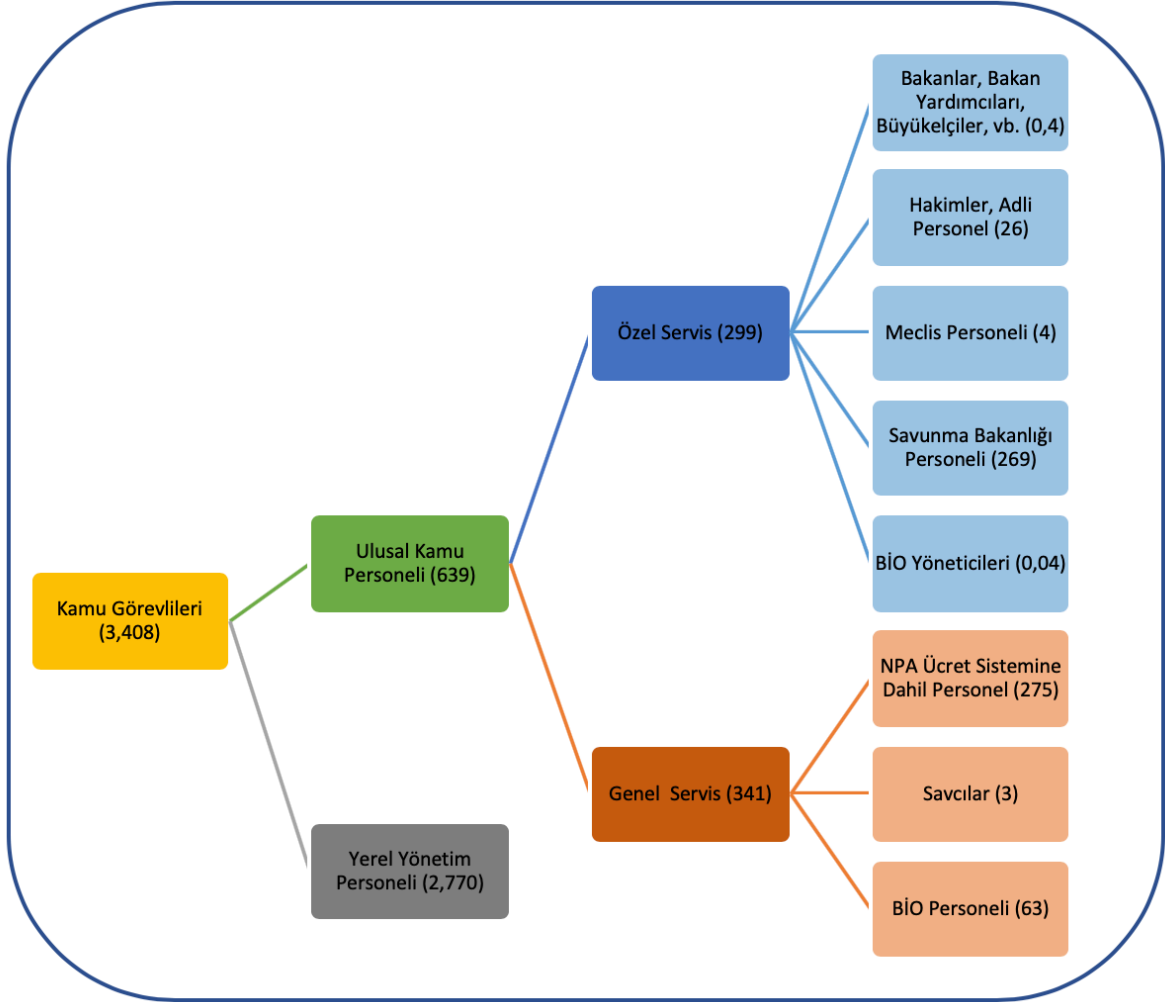 Kamu Görevlileri
(3,408)
Ulusal Kamu
Personeli (639)
Yerel Yönetim
Personeli (2,770)
Özel Servis (299)
Genel  Servis (341)
Bakanlar, Bakan
Yardımcıları,
Büyükelçiler, vb. (0,4)
Hakimler, Adli
Personel (26)
Meclis Personeli (4)
Savunma Bakanlığı
Personeli (269)
BİO Yöneticileri (0,04)
NPA Ücret Sistemine
Dahil Personel (275)
Savcılar (3)
BİO Personeli (63)